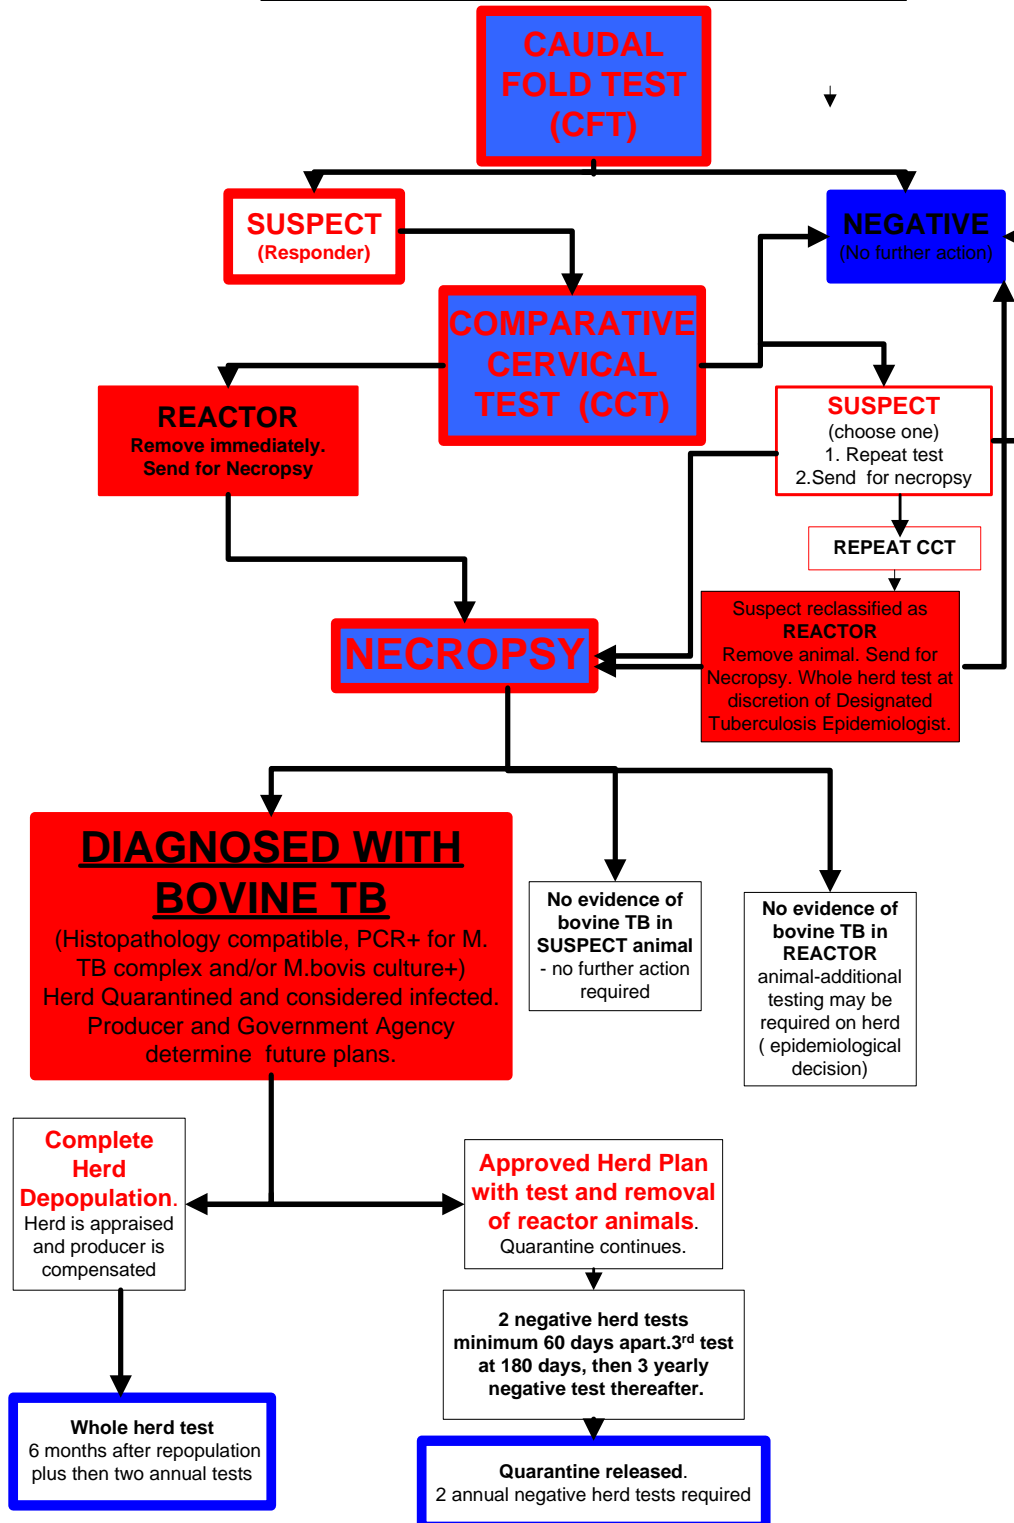 CAUDAL
FOLD TEST
(CFT)
SUSPECT
(Responder)
NEGATIVE
(No further action)
COMPARATIVE
CERVICAL
TEST (CCT)
REACTOR
Remove immediately.
Send for Necropsy
SUSPECT
(choose one)
1. Repeat test
2.Send for necropsy
REPEAT CCT
Suspect reclassified as
REACTOR
Remove animal. Send for
Necropsy. Whole herd test at
discretion of Designated
Tuberculosis Epidemiologist.
NECROPSY
DIAGNOSED WITH
BOVINE TB
(Histopathology compatible, PCR+ for M.
TB complex and/or M.bovis culture+)
Herd Quarantined and considered infected.
Producer and Government Agency
determine future plans.
No evidence of
bovine TB in
SUSPECT animal
- no further action
required
No evidence of
bovine TB in
REACTOR
animal-additional
testing may be
required on herd
( epidemiological
decision)
Complete
Herd
Depopulation.
Herd is appraised
and producer is
compensated
Approved Herd Plan
with test and removal
of reactor animals.
Quarantine continues.
2 negative herd tests
minimum 60 days apart.3rd test
at 180 days, then 3 yearly
negative test thereafter.
Whole herd test
6 months after repopulation
plus then two annual tests
Quarantine released.
2 annual negative herd tests required